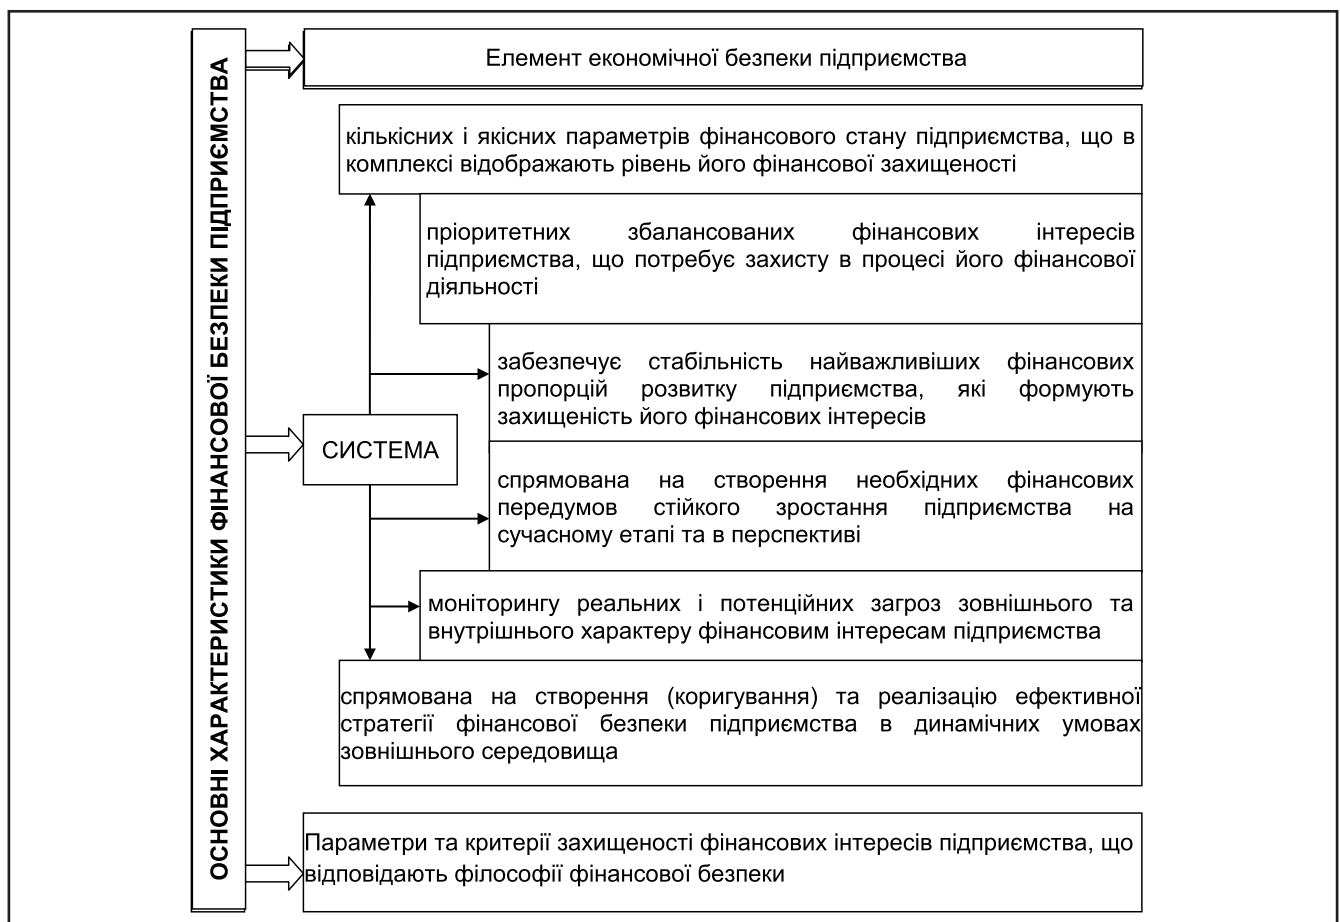 ОСНОВНІ ХАРАКТЕРИСТИКИ ФІНАНСОВОЇ БЕЗПЕКИ ПІДПРИЄМСТВА
Елемент економічної безпеки підприємства
кількісних і якісних параметрів фінансового стану підприємства, що в
комплексі відображають рівень його фінансової захищеності
пріоритетних збалансованих фінансових інтересів
підприємства, що потребує захисту в процесі його фінансової
діяльності
забезпечує стабільність найважливіших фінансових
пропорцій розвитку підприємства, які формують
захищеність його фінансових інтересів
СИСТЕМА
спрямована на створення необхідних фінансових
передумов стійкого зростання підприємства на
сучасному етапі та в перспективі
моніторингу реальних і потенційних загроз зовнішнього та
внутрішнього характеру фінансовим інтересам підприємства
спрямована на створення (коригування) та реалізацію ефективної
стратегії фінансової безпеки підприємства в динамічних умовах
зовнішнього середовища
Параметри та критерії захищеності фінансових інтересів підприємства, що
відповідають філософії фінансової безпеки